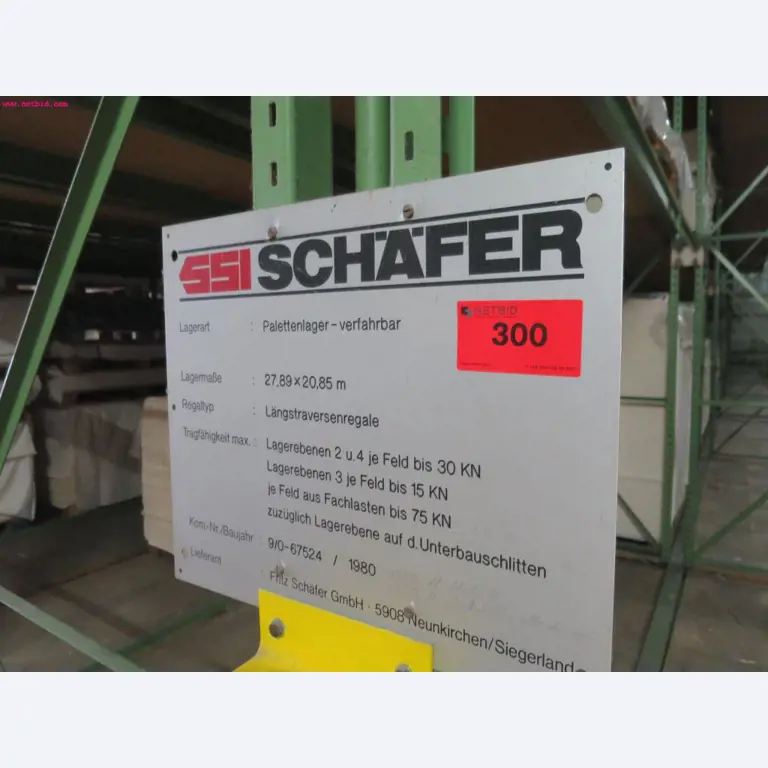 www.netbid.com
SSI SCHÄFER
NETBID
300
Lagerart : Palettenlager - verfahrbar
Lagermaße : 27,89 x 20,85 m
Regaltyp : Längstraversenregale
Tragfähigkeit max. : Lagerebenen 2 u. 4 je Feld bis 30 KN
Lagerebenen 3 je Feld bis 15 KN
je Feld aus Fachlasten bis 75 KN
zuzüglich Lagerebene auf d. Unterbauschlitten
Kom.-Nr./Baujahr : 9/0-67524 / 1980
Lieferant : Fritz Schäfer GmbH · 5908 Neunkirchen/Siegerland